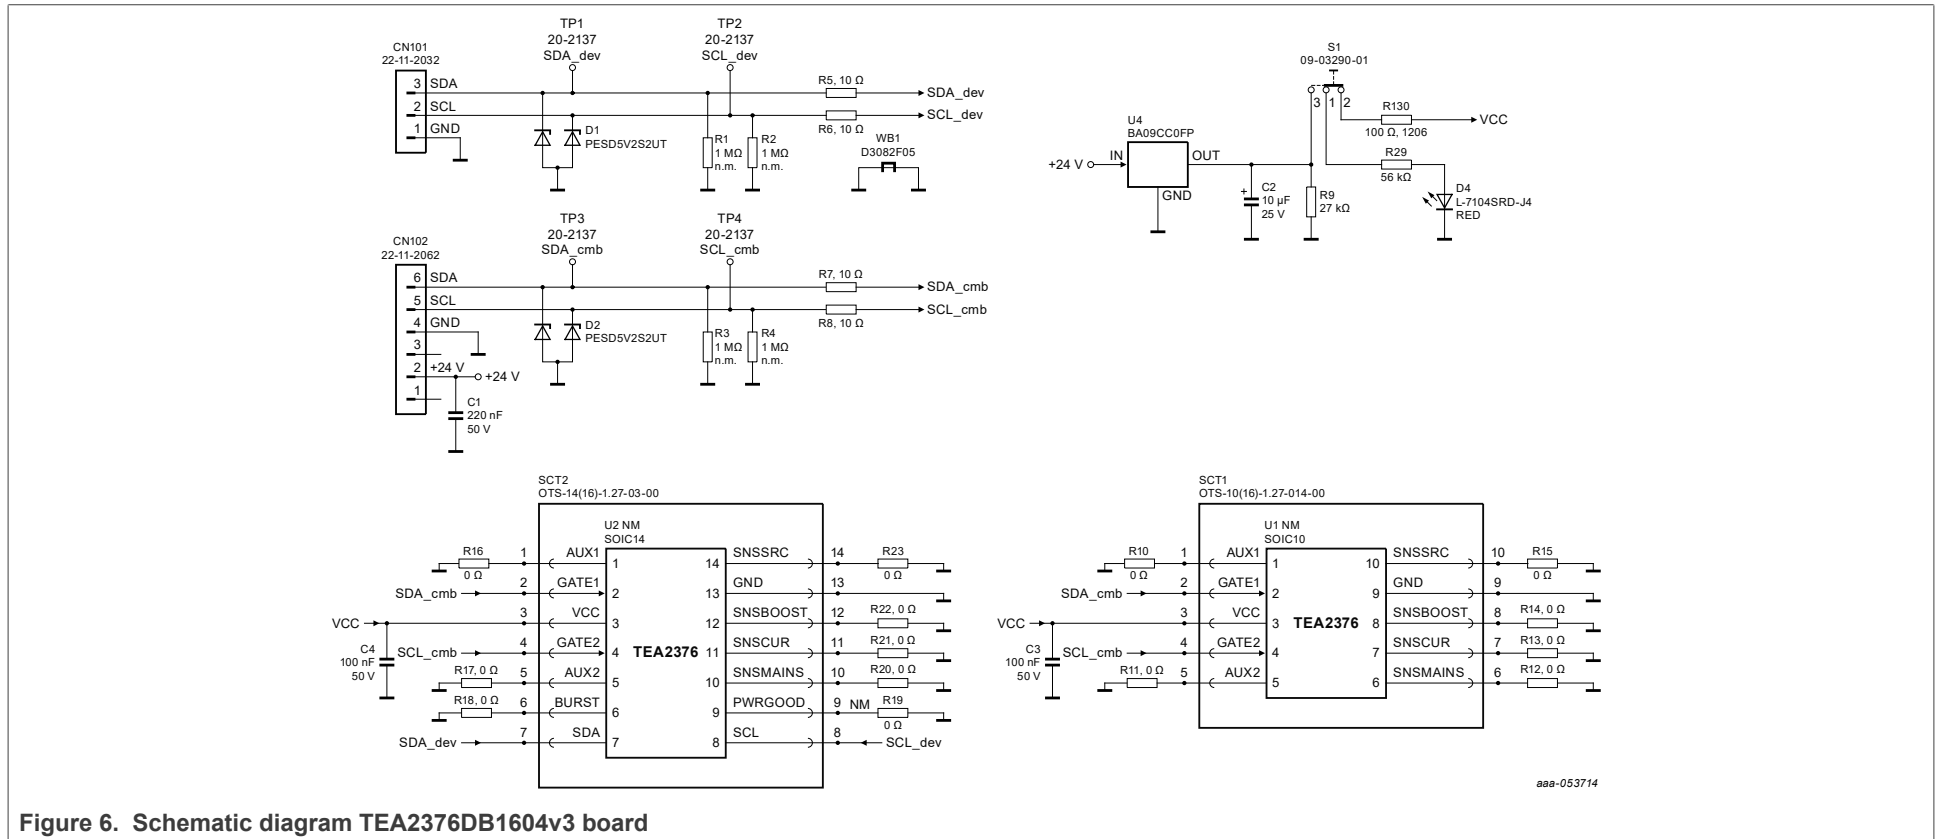 TP1
20-2137
SDA_dev
TP2
20-2137
SCL_dev
CN101
22-11-2032
3 SDA
2 SCL
1 GND
R5, 10 Ω
SDA_dev
SCL_dev
R6, 10 Ω
D1
PESD5V2S2UT
R1
1 MΩ
n.m.
R2
1 MΩ
n.m.
WB1
D3082F05
S1
09-03290-01
3 1 2
R130
100 Ω, 1206
VCC
U4
BA09CC0FP
+24 V
IN
OUT
GND
R29
56 kΩ
C2
10 µF
25 V
+
R9
27 kΩ
D4
L-7104SRD-J4
RED
TP3
20-2137
SDA_cmb
TP4
20-2137
SCL_cmb
CN102
22-11-2062
6 SDA
5 SCL
4 GND
3
2 +24 V
+24 V
1
R7, 10 Ω
SDA_cmb
SCL_cmb
R8, 10 Ω
D2
PESD5V2S2UT
R3
1 MΩ
n.m.
R4
1 MΩ
n.m.
C1
220 nF
50 V
SCT2
OTS-14(16)-1.27-03-00
U2 NM
SOIC14
TEA2376
R16
0 Ω
1 AUX1 1
SDA_cmb 2 GATE1 2
VCC 3 VCC 3
C4
100 nF
50 V
SCL_cmb 4 GATE2 4
R17, 0 Ω 5 AUX2 5
R18, 0 Ω 6 BURST 6
SDA_dev 7 SDA 7
14 SNSSRC 14
R23
0 Ω
13 GND 13
12 SNSBOOST 12 R22, 0 Ω
11 SNSCUR 11 R21, 0 Ω
10 SNSMAINS 10 R20, 0 Ω
9 PWRGOOD 9 NM R19
0 Ω
8 SCL 8 SCL_dev
SCT1
OTS-10(16)-1.27-014-00
U1 NM
SOIC10
TEA2376
R10
0 Ω
1 AUX1 1
SDA_cmb 2 GATE1 2
VCC 3 VCC 3
C3
100 nF
50 V
SCL_cmb 4 GATE2 4
R11, 0 Ω 5 AUX2 5
10 SNSSRC 10
R15
0 Ω
9 GND 9
8 SNSBOOST 8 R14, 0 Ω
7 SNSCUR 7 R13, 0 Ω
6 SNSMAINS 6 R12, 0 Ω
aaa-053714
Figure 6. Schematic diagram TEA2376DB1604v3 board